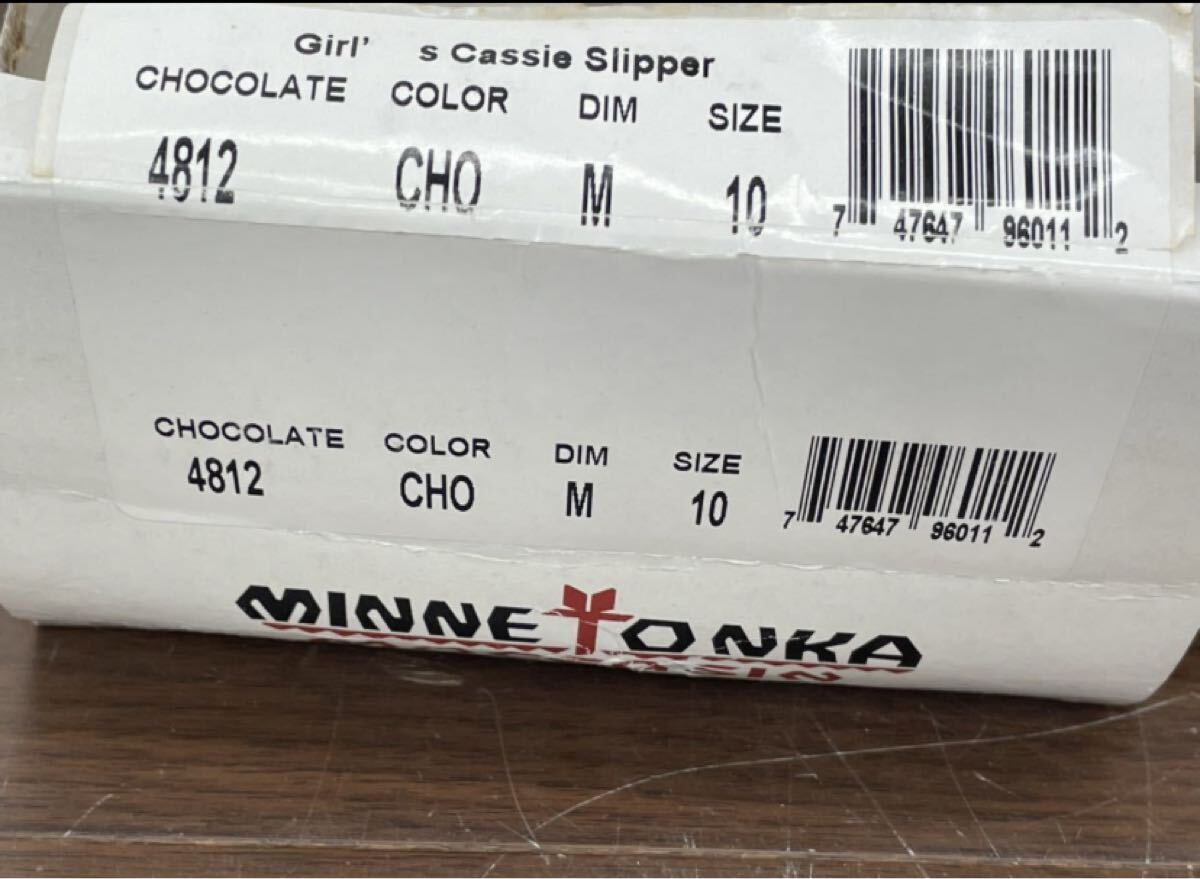 Girl' s Cassie Slipper
CHOCOLATE COLOR DIM SIZE
4812 CHO M 10
7 47647 96011 2
CHOCOLATE COLOR DIM SIZE
4812 CHO M 10
7 47647 96011 2
MINNETONKA